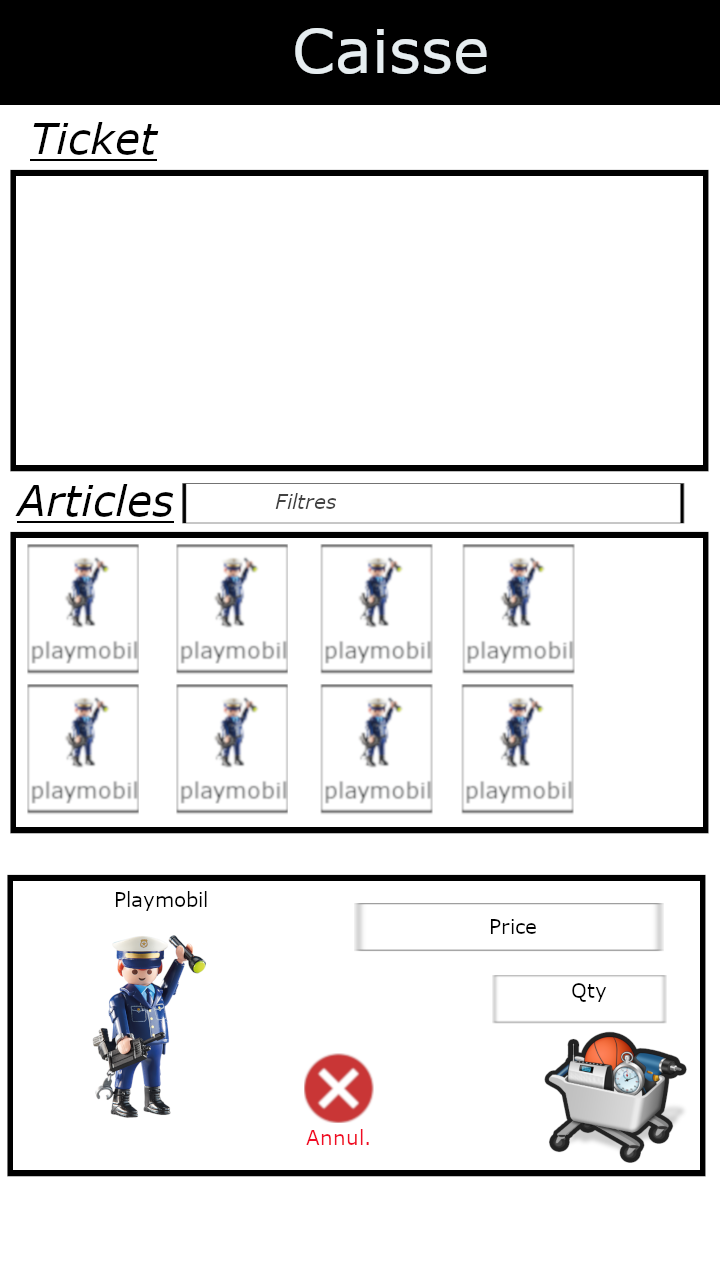 Caisse
Ticket
Articles
Filtres
playmobil playmobil playmobil playmobil
playmobil playmobil playmobil playmobil
Playmobil
Price
Qty
Annul.